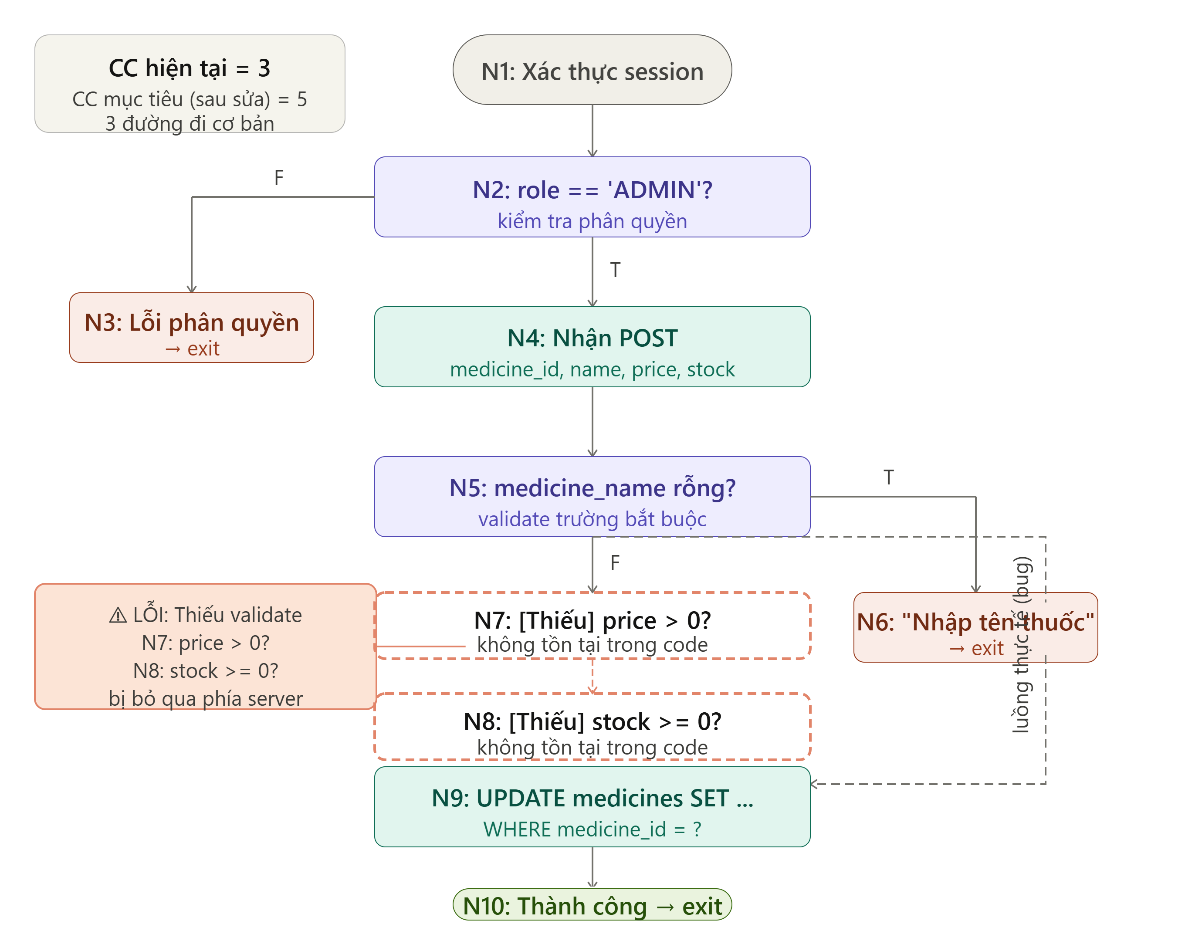 CC hiện tại = 3
CC mục tiêu (sau sửa) = 5
3 đường đi cơ bản
N1: Xác thực session
N2: role == 'ADMIN'?
kiểm tra phân quyền
F
T
N3: Lỗi phân quyền
→ exit
N4: Nhận POST
medicine_id, name, price, stock
N5: medicine_name rỗng?
validate trường bắt buộc
T
F
⚠ LỖI: Thiếu validate
N7: price > 0?
N8: stock >= 0?
bị bỏ qua phía server
N7: [Thiếu] price > 0?
không tồn tại trong code
N6: "Nhập tên thuốc"
→ exit
luồng thực tế (bug)
N8: [Thiếu] stock >= 0?
không tồn tại trong code
N9: UPDATE medicines SET ...
WHERE medicine_id = ?
N10: Thành công → exit